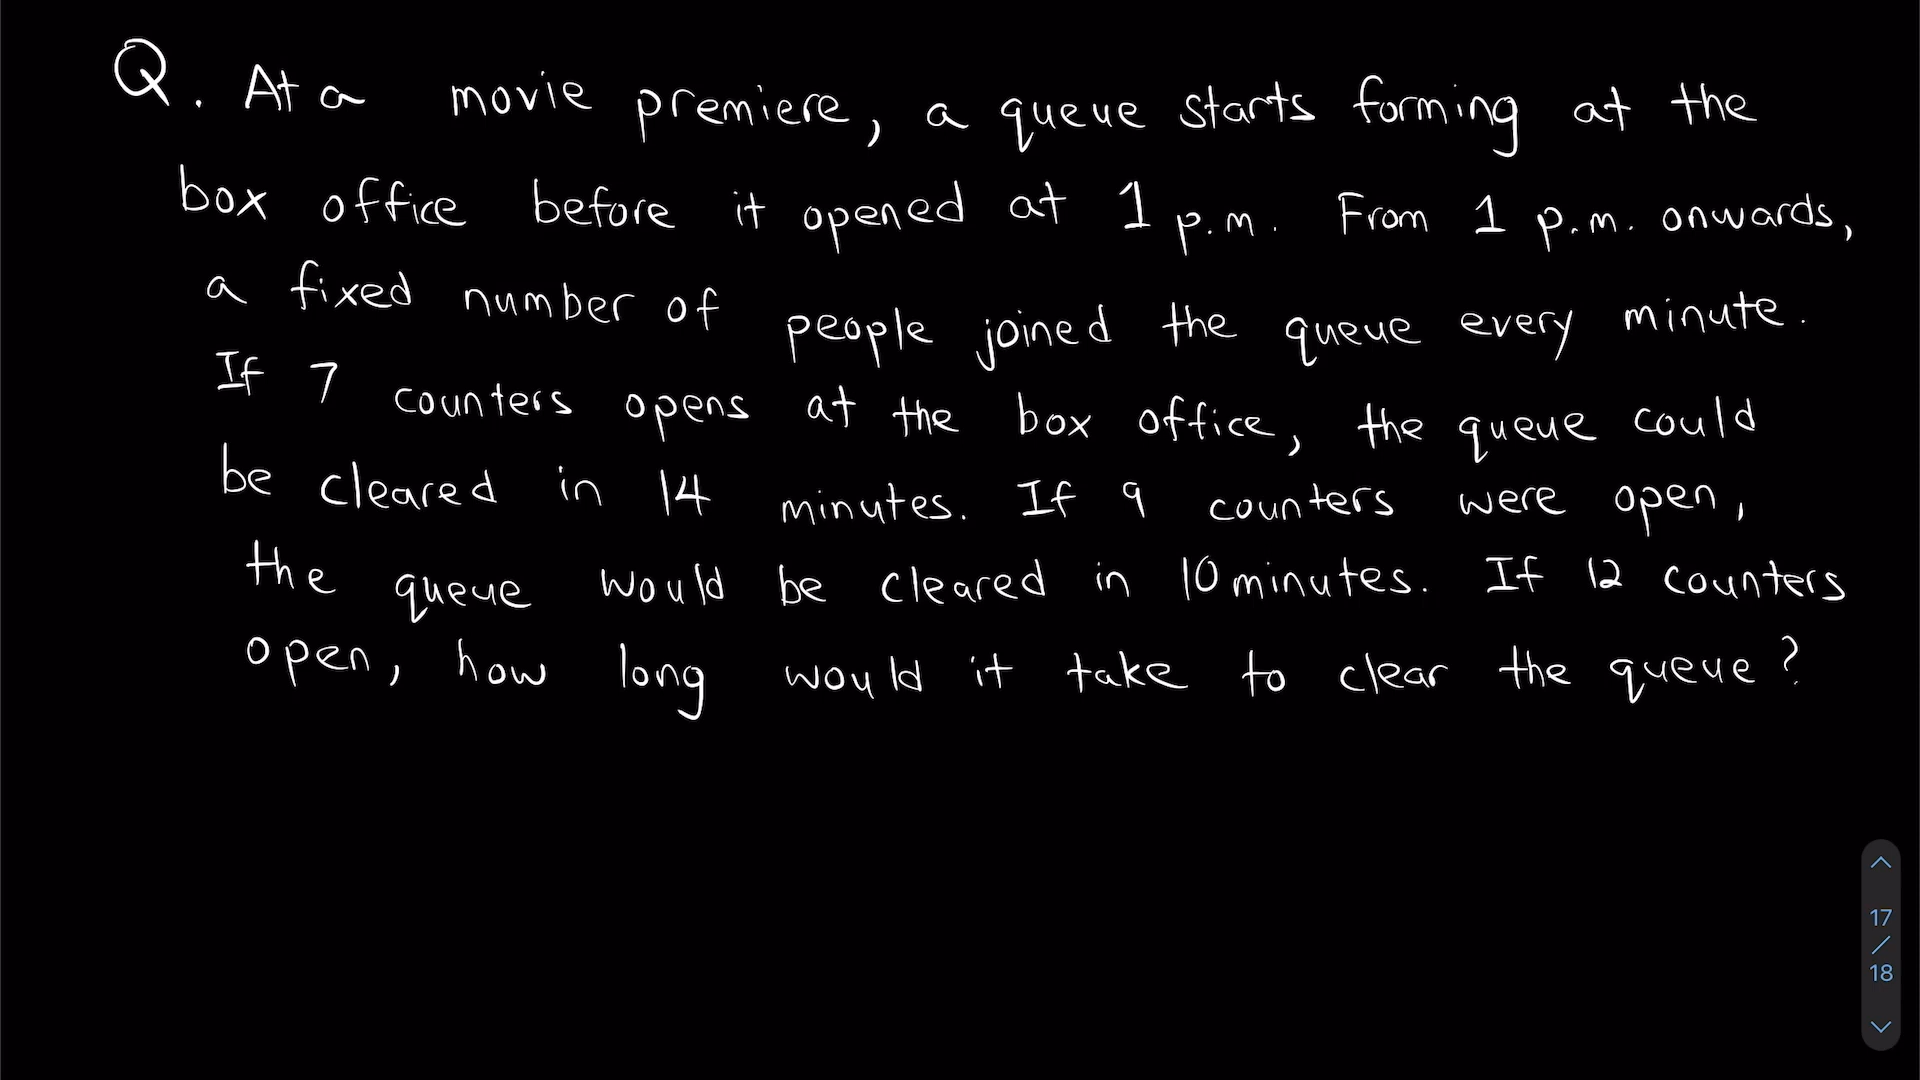 Q. At a movie premiere, a queue starts forming at the
box office before it opened at 1 p.m. From 1 p.m. onwards,
a fixed number of people joined the queue every minute.
If 7 counters opens at the box office, the queue could
be cleared in 14 minutes. If 9 counters were open,
the queue would be cleared in 10 minutes. If 12 counters
open, how long would it take to clear the queue?
17
/
18